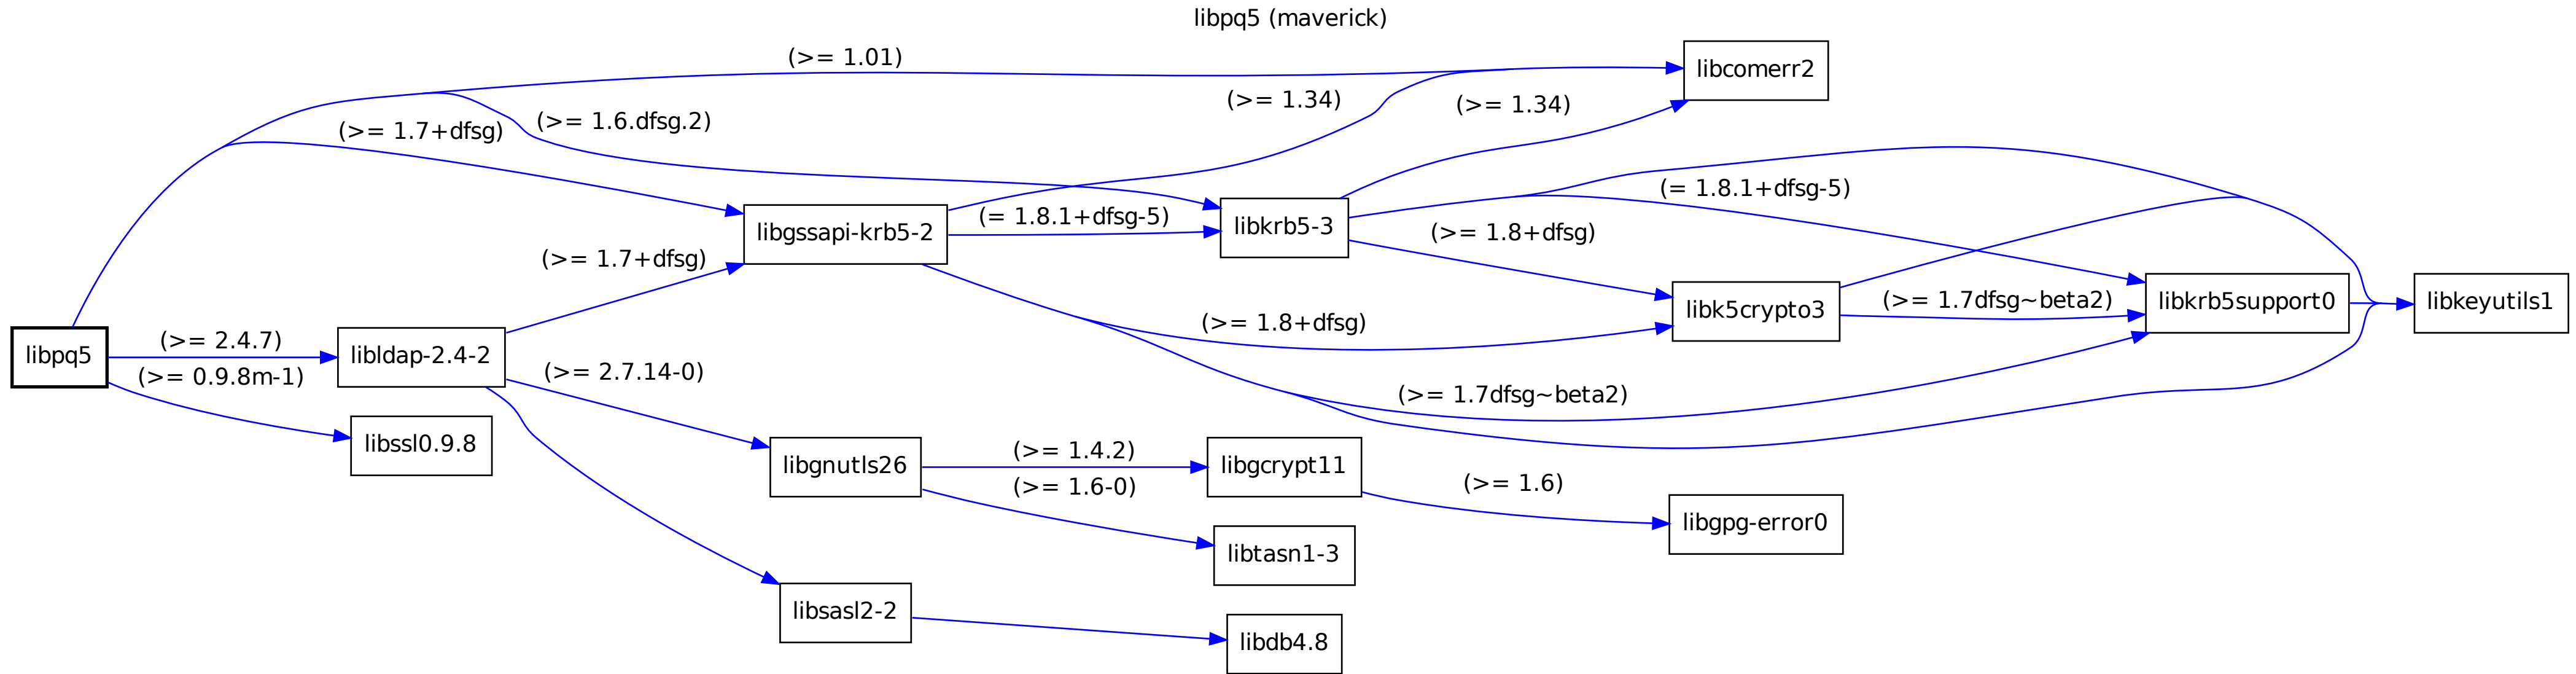 libpq5 (maverick)
(>= 1.01)
libcomerr2
(>= 1.34)
(>= 1.34)
(>= 1.6.dfsg.2)
(>= 1.7+dfsg)
(= 1.8.1+dfsg-5)
(= 1.8.1+dfsg-5)
libgssapi-krb5-2
libkrb5-3
(>= 1.8+dfsg)
(>= 1.7+dfsg)
libk5crypto3
(>= 1.7dfsg~beta2)
libkrb5support0
libkeyutils1
(>= 1.8+dfsg)
libpq5
(>= 2.4.7)
libldap-2.4-2
(>= 0.9.8m-1)
(>= 2.7.14-0)
(>= 1.7dfsg~beta2)
libssl0.9.8
libgnutls26
(>= 1.4.2)
libgcrypt11
(>= 1.6-0)
(>= 1.6)
libgpg-error0
libtasn1-3
libsasl2-2
libdb4.8